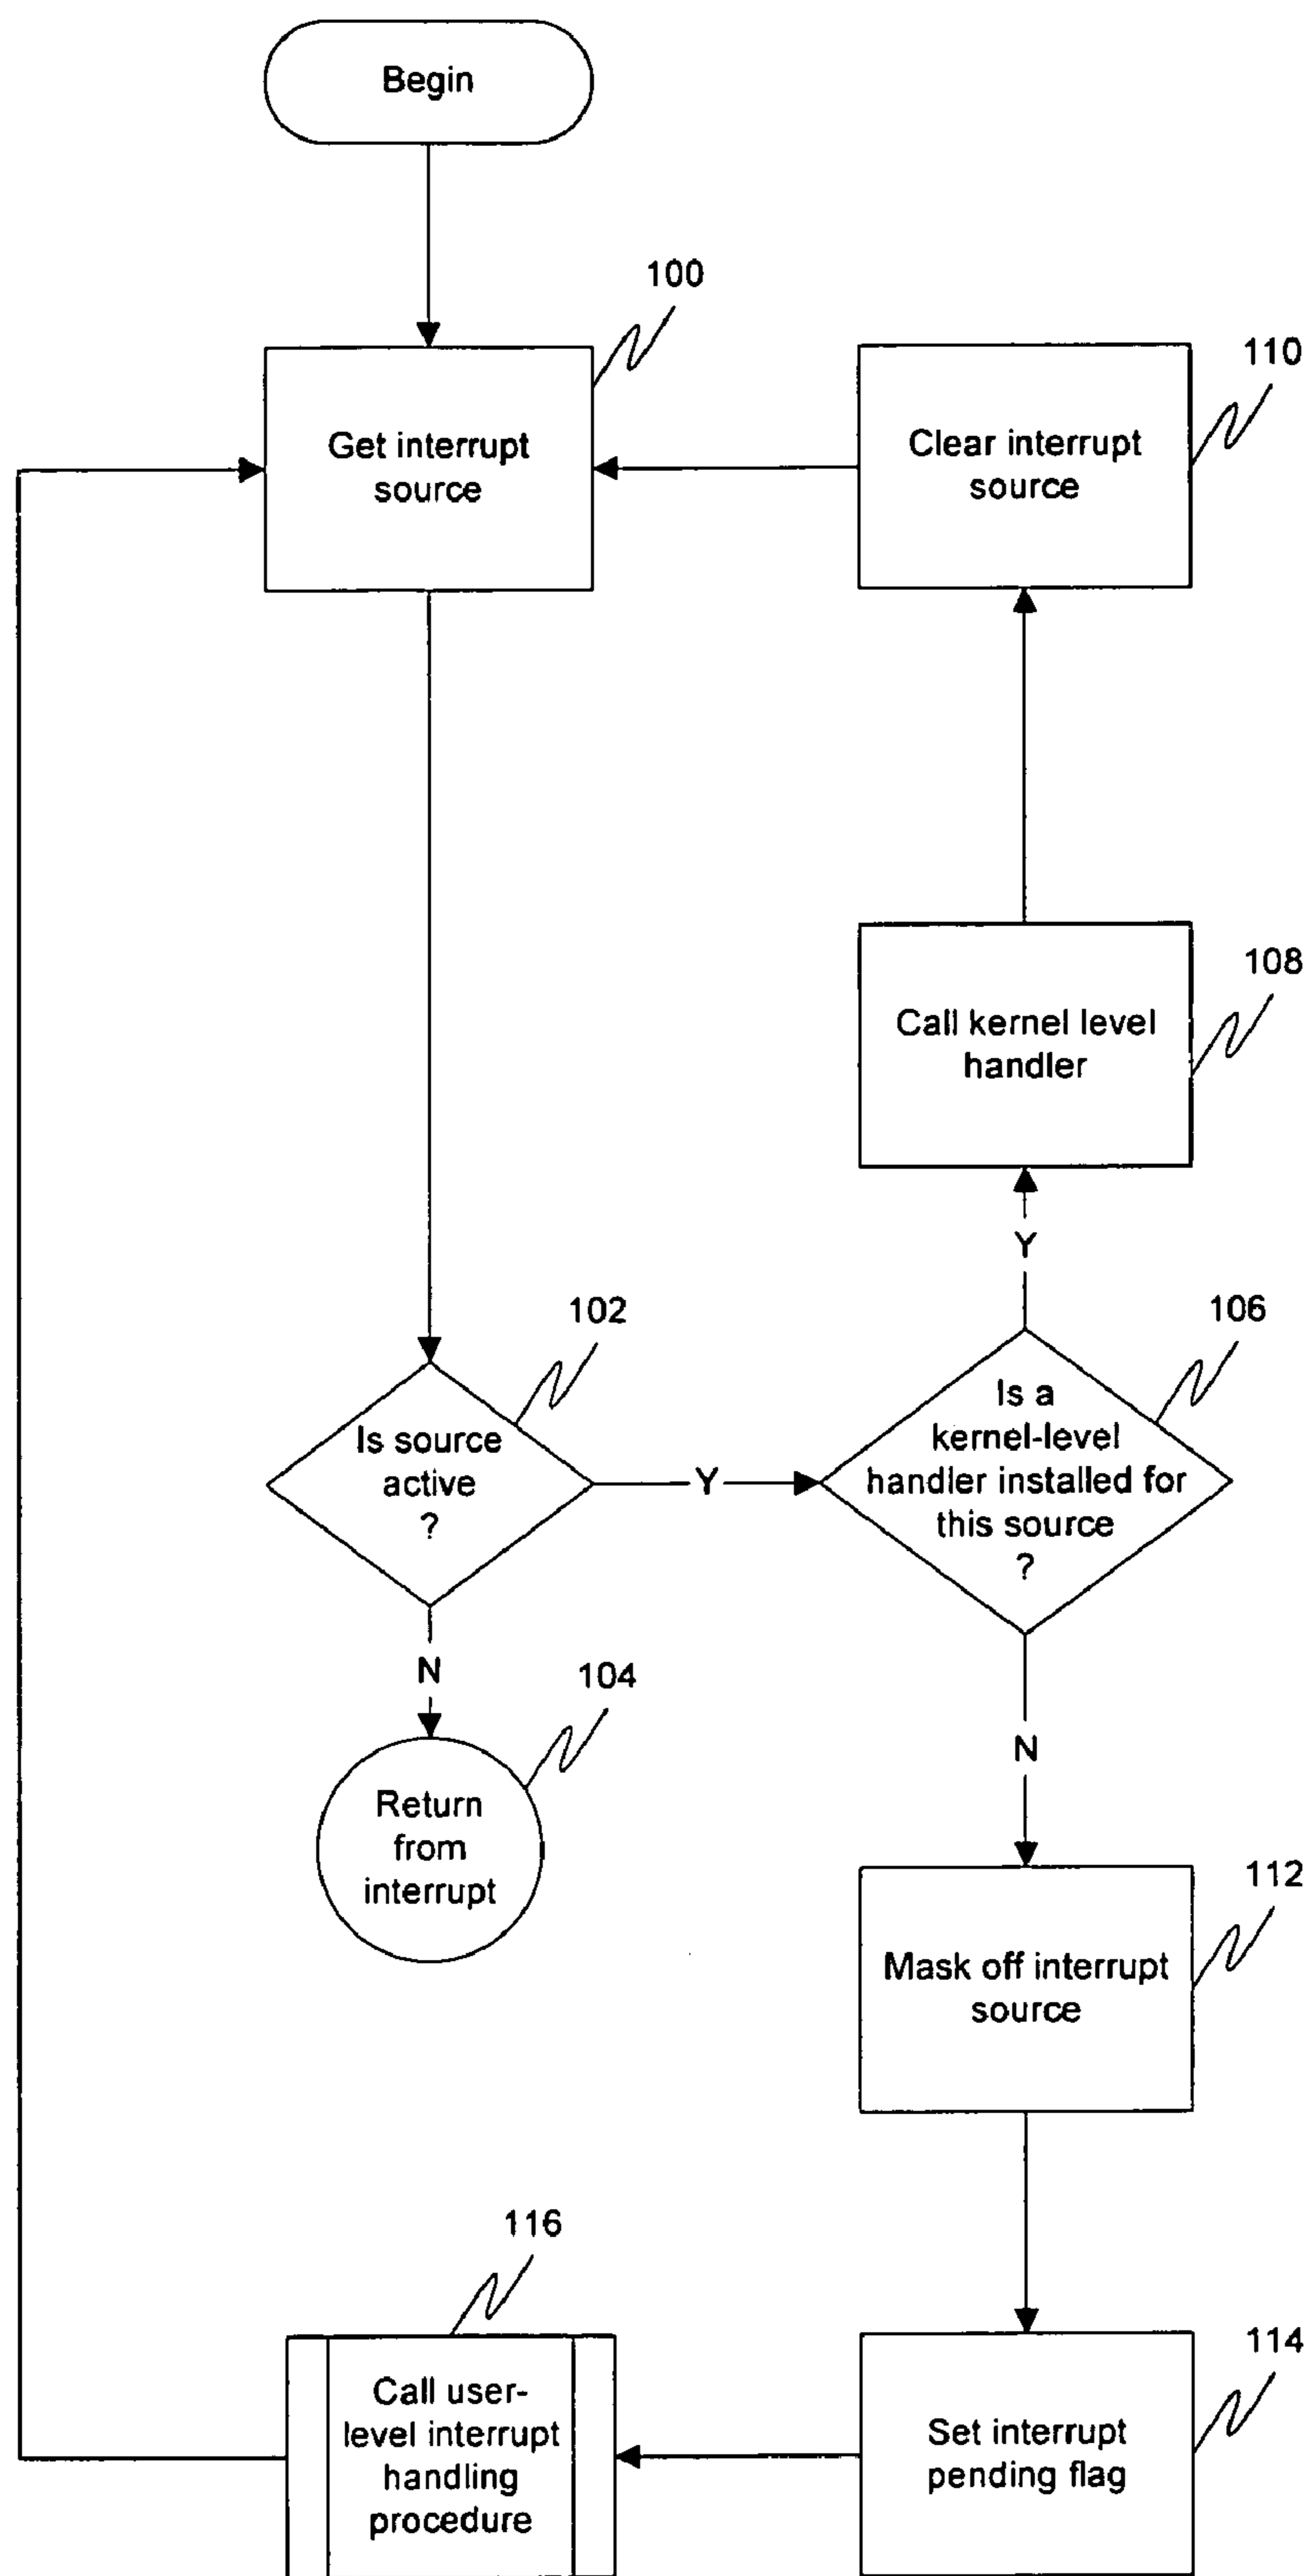 Begin
100
Get interrupt
source
110
Clear interrupt
source
108
Call kernel level
handler
Y
102
Is source
active
?
Y
106
Is a
kernel-level
handler installed for
this source
?
N
104
Return
from
interrupt
N
112
Mask off interrupt
source
116
Call user-
level interrupt
handling
procedure
114
Set interrupt
pending flag